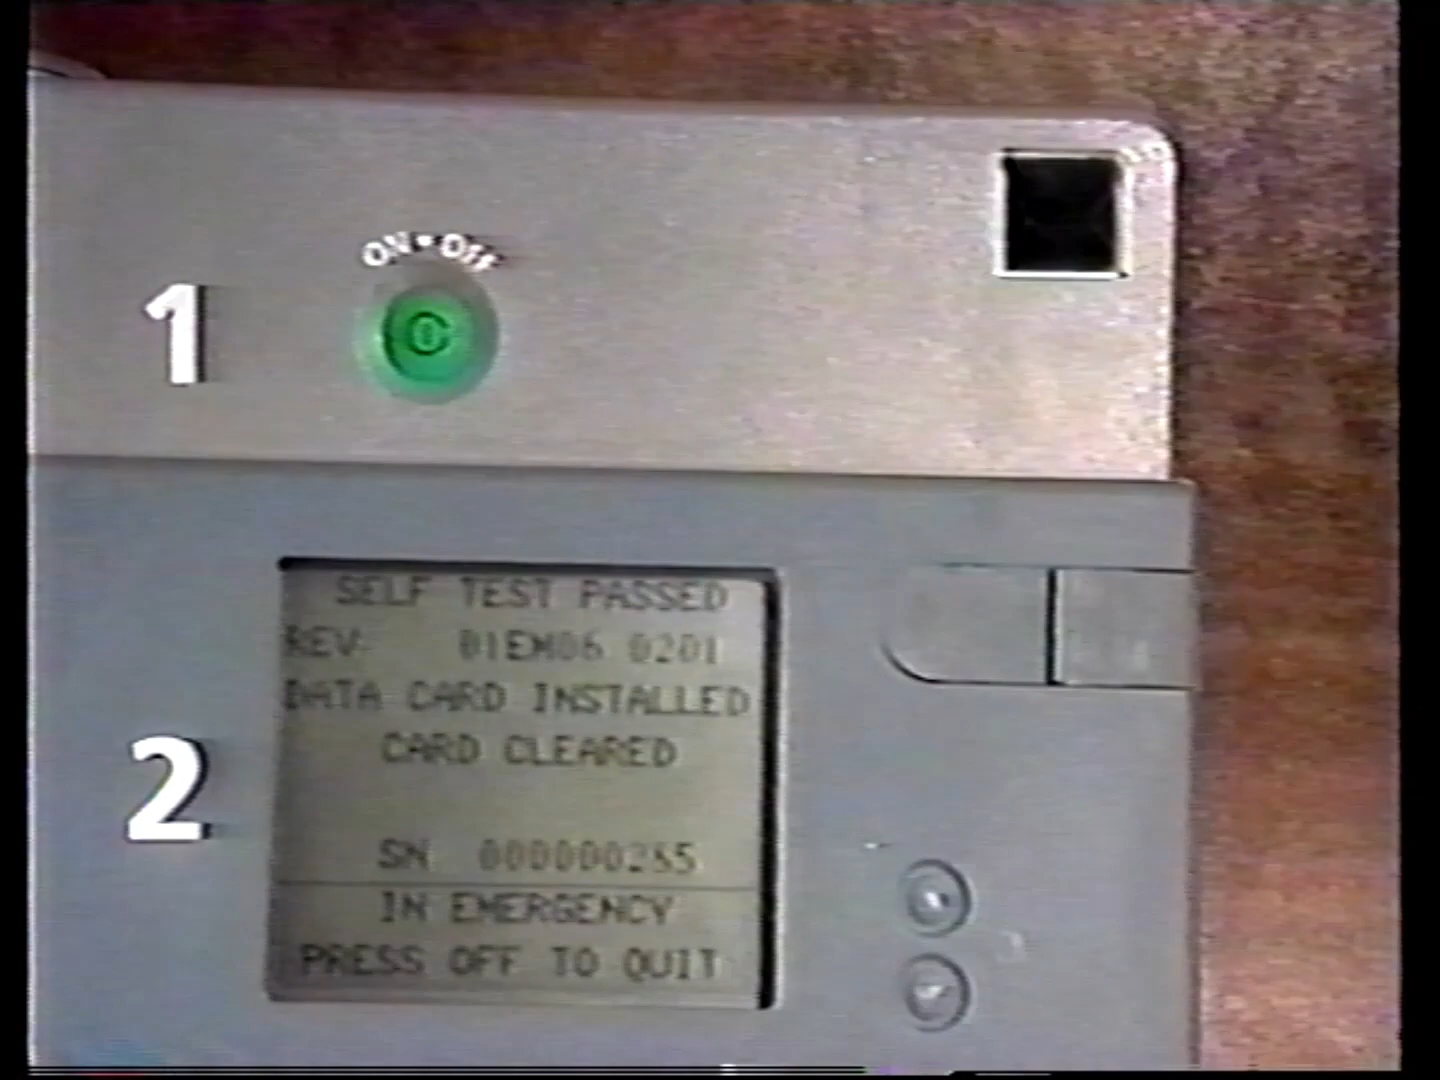 ON•OFF
1
SELF TEST PASSED
REV: 01EM06 0201
DATA CARD INSTALLED
CARD CLEARED
2
SN 000000285
IN EMERGENCY
PRESS OFF TO QUIT